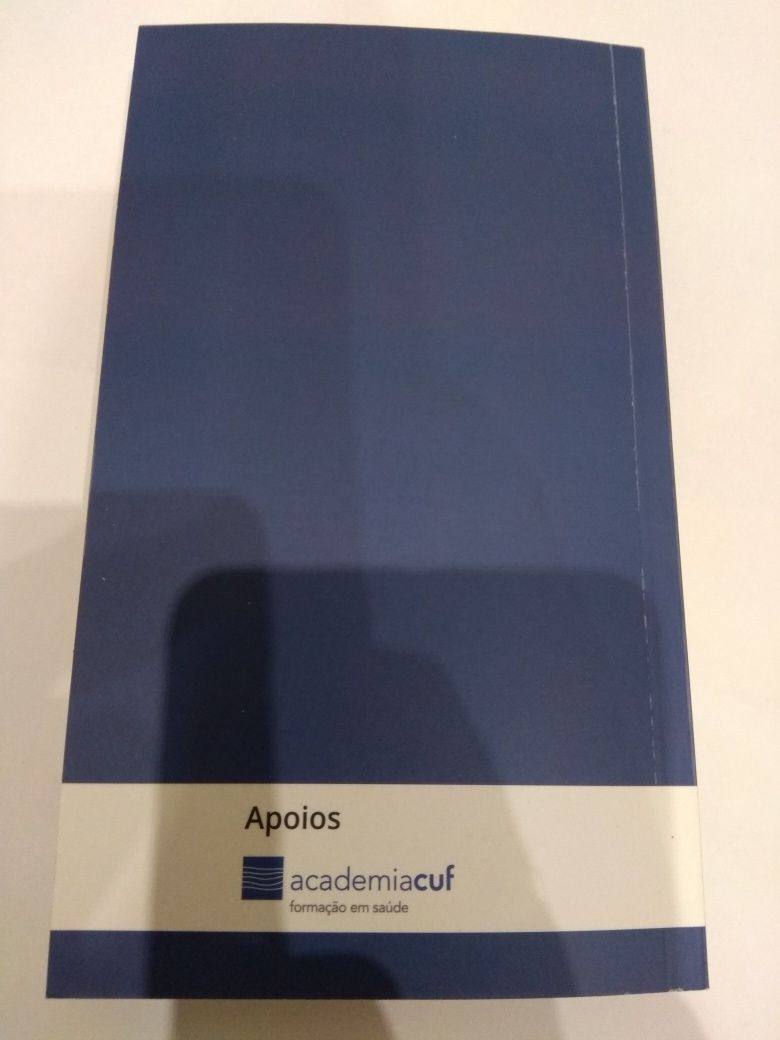 Apoios
academiacuf
formação em saúde